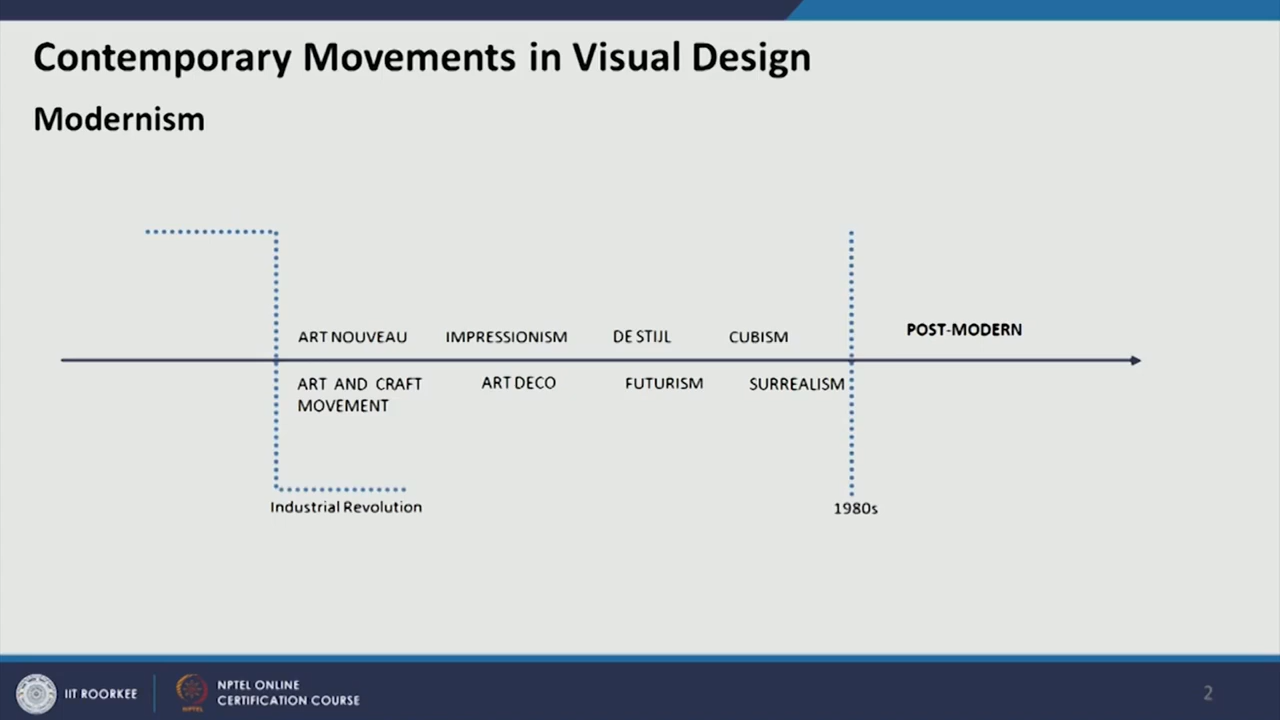 Contemporary Movements in Visual Design
Modernism
ART NOUVEAU
IMPRESSIONISM
DE STIJL
CUBISM
POST-MODERN
ART AND CRAFT
MOVEMENT
ART DECO
FUTURISM
SURREALISM
Industrial Revolution
1980s
IIT ROORKEE
NPTEL ONLINE
CERTIFICATION COURSE
NPTEL
2